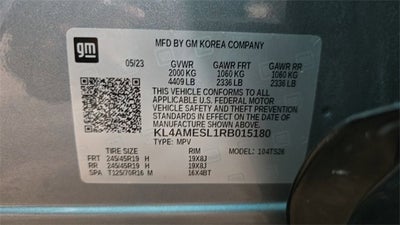 gm
MFD BY GM KOREA COMPANY
05/23 GVWR GAWR FRT GAWR RR
2000 KG 1060 KG 1060 KG
4409 LB 2336 LB 2336 LB
THIS VEHICLE CONFORMS TO ALL
APPLICABLE U.S. FEDERAL MOTOR
VEHICLE SAFETY AND THEFT PREVENTION
STANDARDS IN EFFECT ON THE DATE OF
MANUFACTURE SHOWN ABOVE.
KL4AMESL1RB015180
TYPE: MPV MODEL: 104TS26
TIRE SIZE RIM
FRT 245/45R19 H 19X8J
RR 245/45R19 H 19X8J
SPA T125/70R16 M 16X4BT